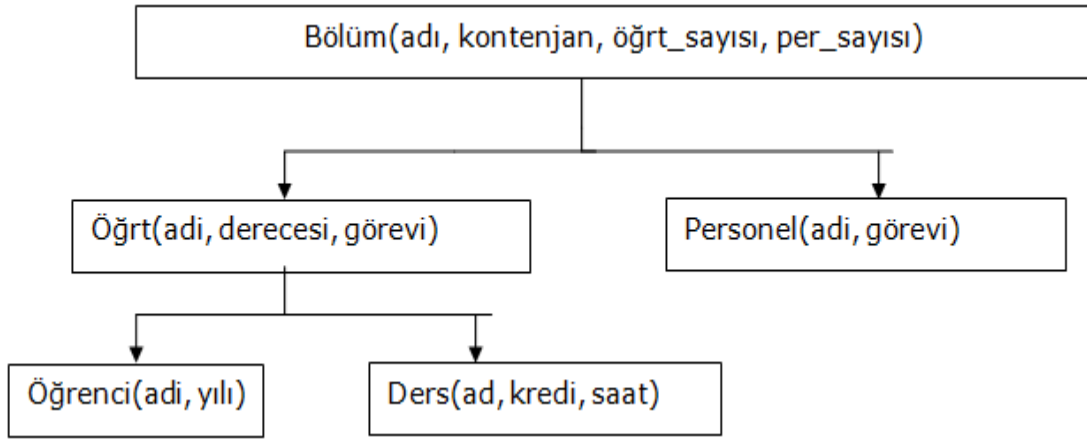 Bölüm(adı, kontenjan, öğrt_sayısı, per_sayısı)
Öğrt(adi, derecesi, görevi)
Personel(adi, görevi)
Öğrenci(adi, yılı)
Ders(ad, kredi, saat)